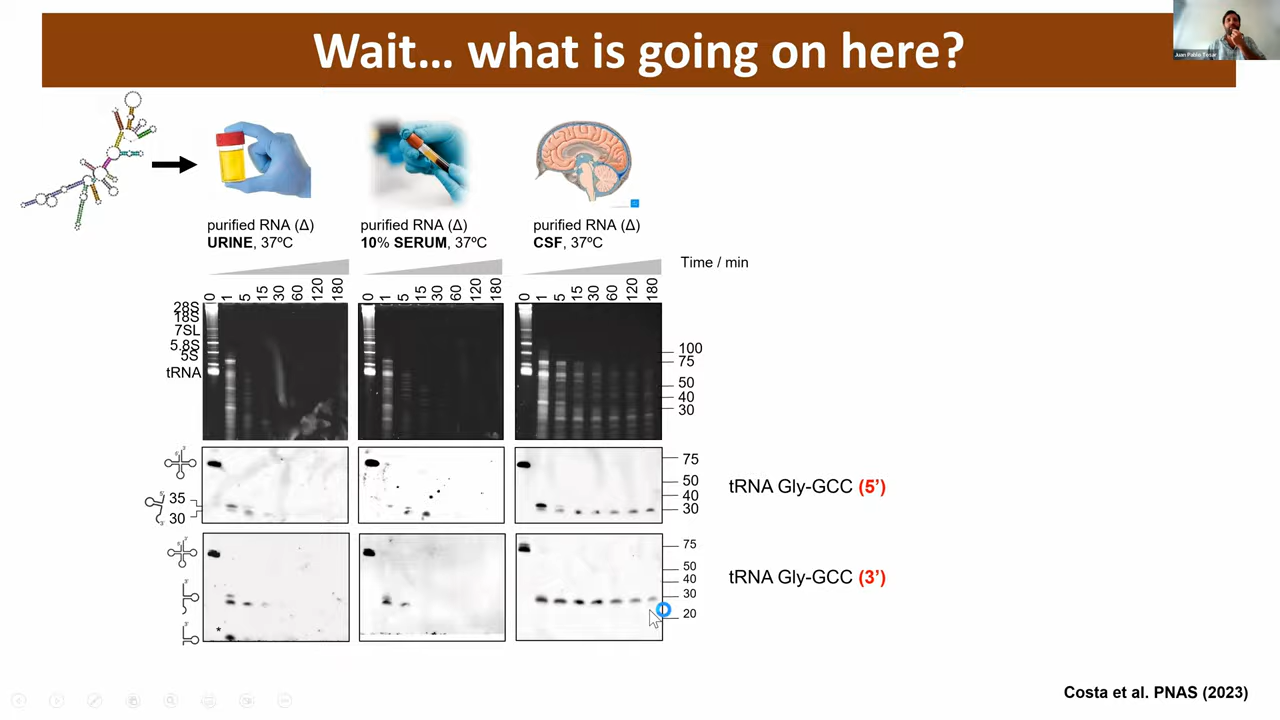 Wait... what is going on here?
Juan Pablo Tosar
purified RNA (Δ)
URINE, 37ºC
purified RNA (Δ)
10% SERUM, 37ºC
purified RNA (Δ)
CSF, 37ºC
Time / min
0 1 5 15 30 60 120 180
0 1 5 15 30 60 120 180
0 1 5 15 30 60 120 180
28S
18S
7SL
5.8S
5S
tRNA
100
75
50
40
30
35
30
75
50
40
30
tRNA Gly-GCC (5’)
*
75
50
40
30
20
tRNA Gly-GCC (3’)
Costa et al. PNAS (2023)